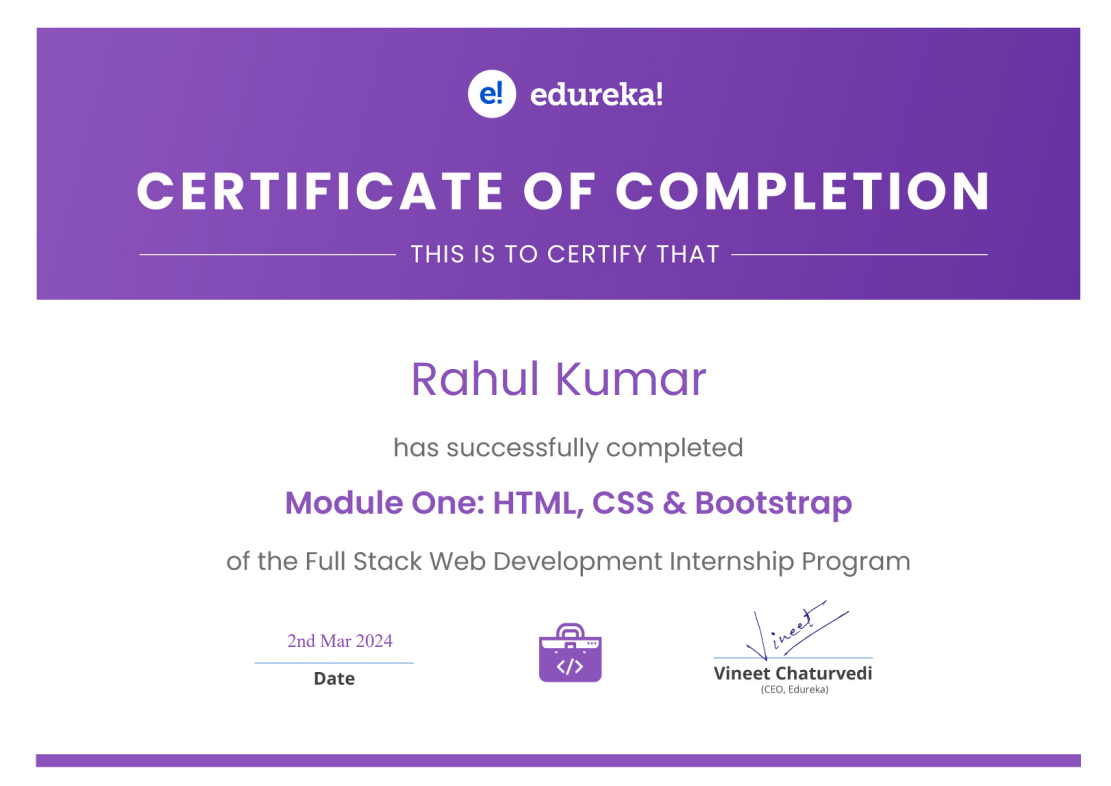 e! edureka!
CERTIFICATE OF COMPLETION
THIS IS TO CERTIFY THAT
Rahul Kumar
has successfully completed
Module One: HTML, CSS & Bootstrap
of the Full Stack Web Development Internship Program
2nd Mar 2024
Date
</>
Vineet
Vineet Chaturvedi
(CEO, Edureka)